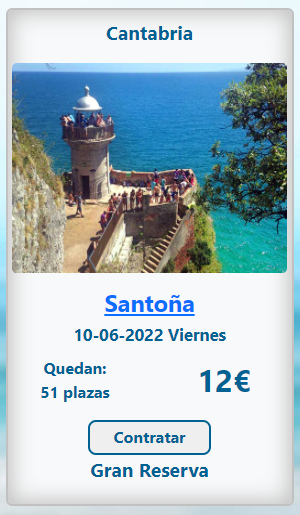 Cantabria
Santoña
10-06-2022 Viernes
Quedan:
51 plazas
12€
Contratar
Gran Reserva